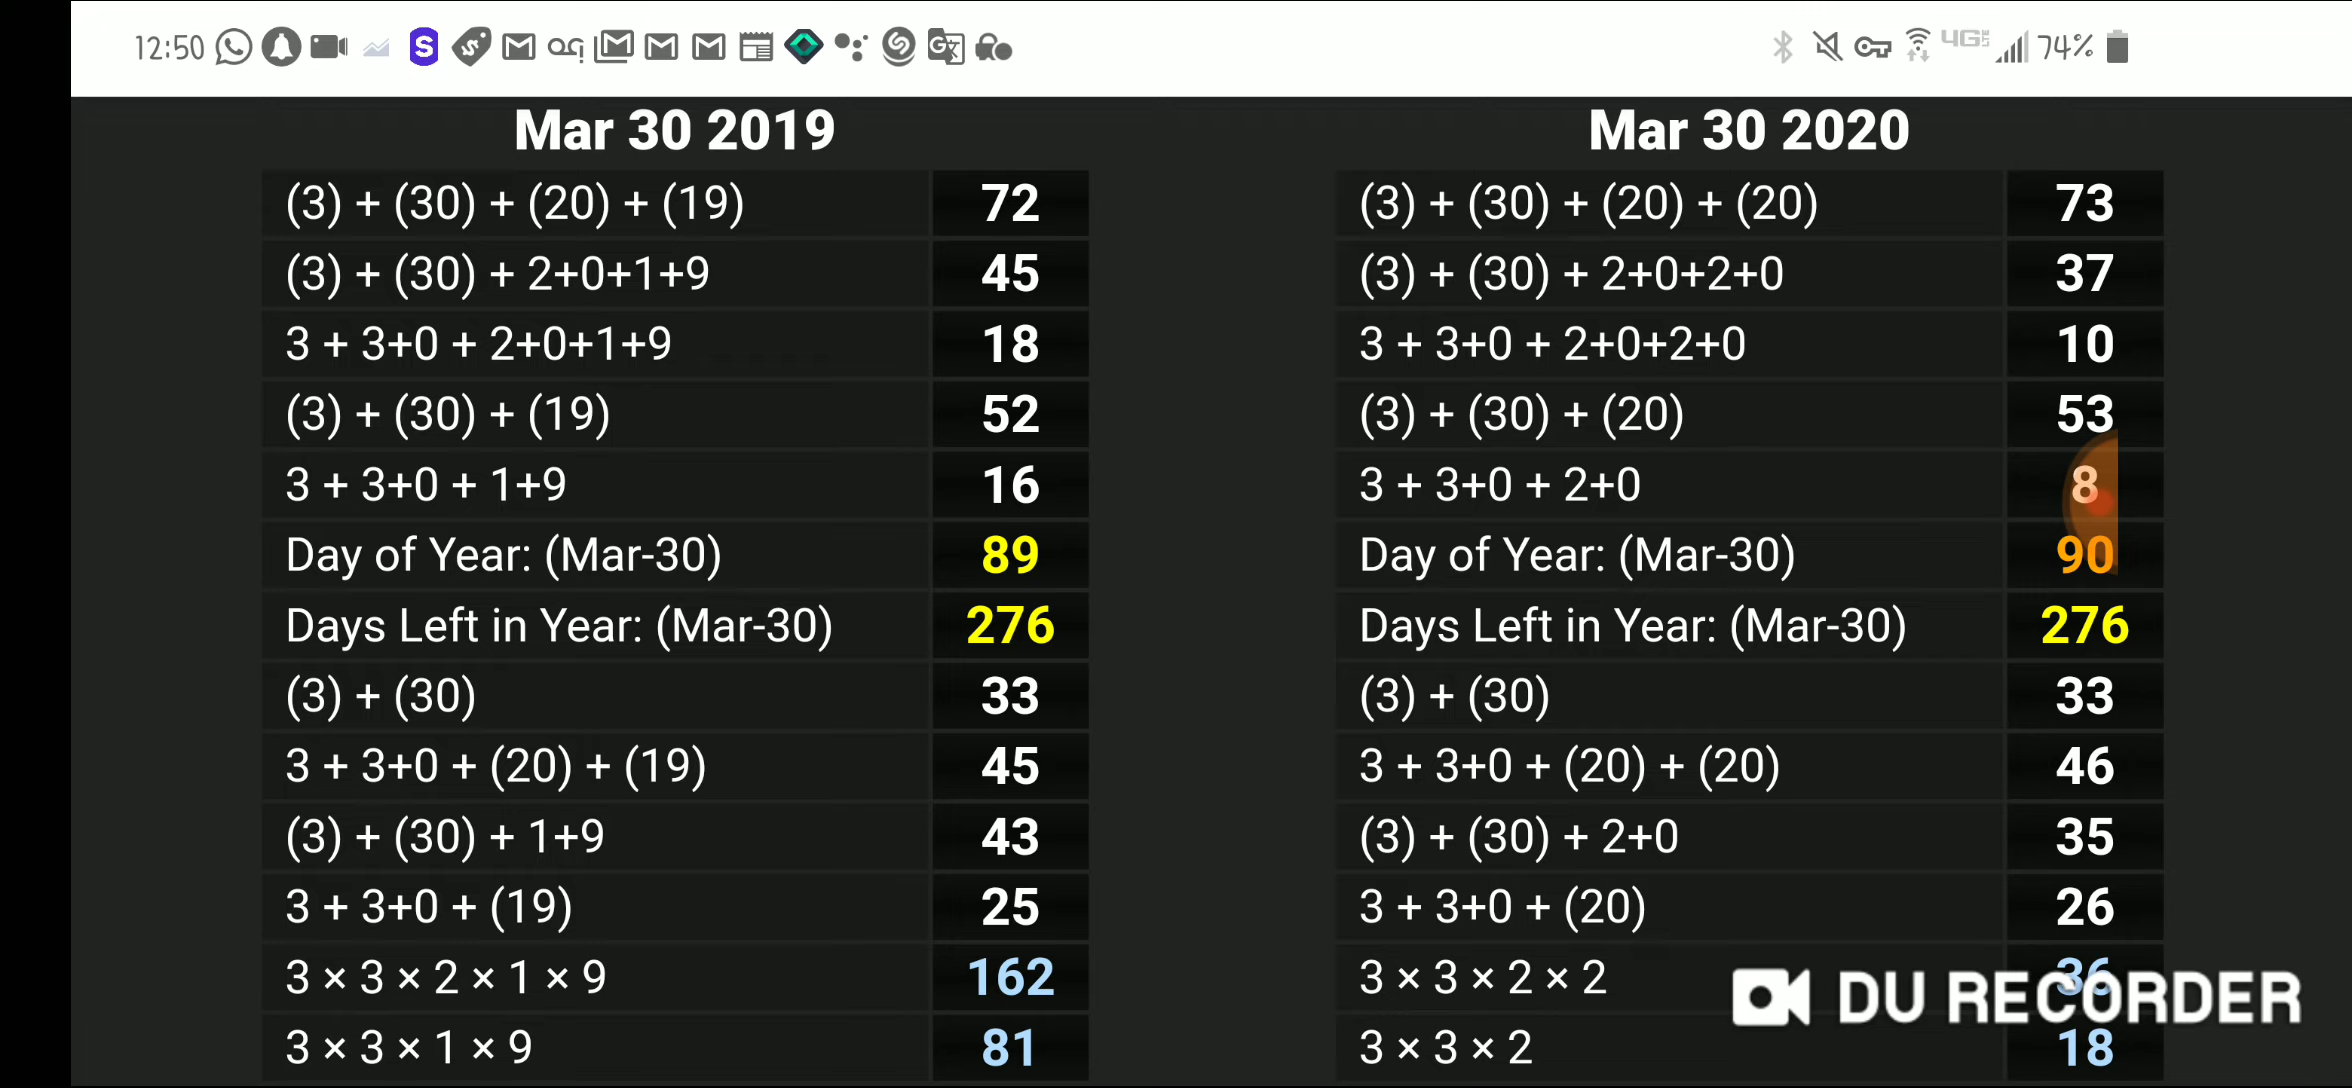 12:50 4G 74%
Mar 30 2019
(3) + (30) + (20) + (19) 72
(3) + (30) + 2+0+1+9 45
3 + 3+0 + 2+0+1+9 18
(3) + (30) + (19) 52
3 + 3+0 + 1+9 16
Day of Year: (Mar-30) 89
Days Left in Year: (Mar-30) 276
(3) + (30) 33
3 + 3+0 + (20) + (19) 45
(3) + (30) + 1+9 43
3 + 3+0 + (19) 25
3 × 3 × 2 × 1 × 9 162
3 × 3 × 1 × 9 81
Mar 30 2020
(3) + (30) + (20) + (20) 73
(3) + (30) + 2+0+2+0 37
3 + 3+0 + 2+0+2+0 10
(3) + (30) + (20) 53
3 + 3+0 + 2+0 8
Day of Year: (Mar-30) 90
Days Left in Year: (Mar-30) 276
(3) + (30) 33
3 + 3+0 + (20) + (20) 46
(3) + (30) + 2+0 35
3 + 3+0 + (20) 26
3 × 3 × 2 × 2 36
DU RECORDER
3 × 3 × 2 18